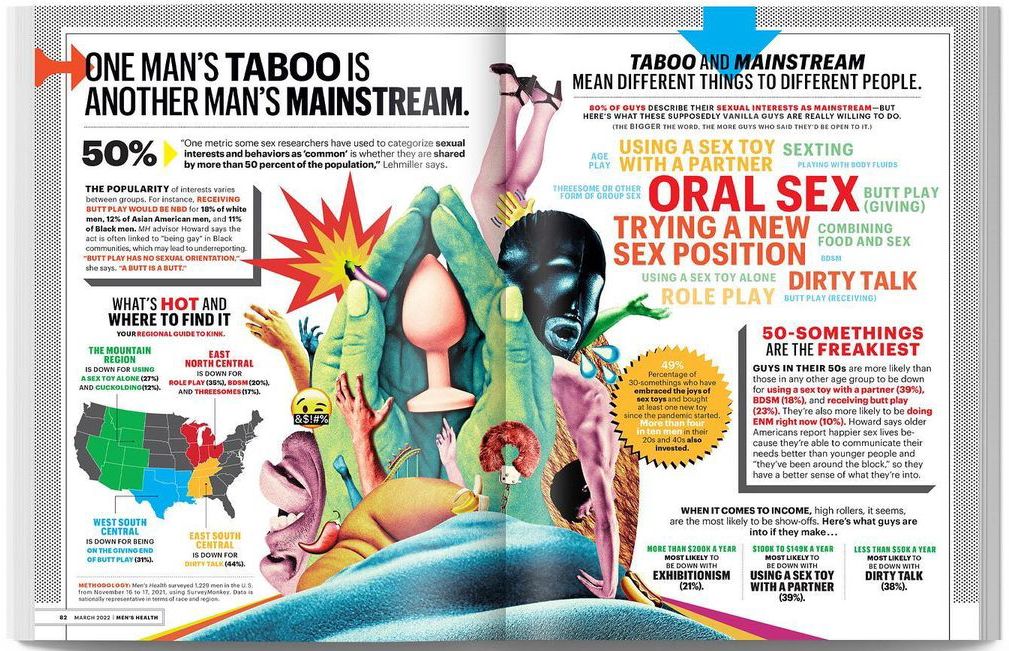 ONE MAN'S TABOO IS
ANOTHER MAN'S MAINSTREAM.
50%
"One metric some sex researchers have used to categorize sexual
interests and behaviors as 'common' is whether they are shared
by more than 50 percent of the population," Lehmiller says.
THE POPULARITY of interests varies
between groups. For instance, RECEIVING
BUTT PLAY WOULD BE NBD for 18% of white
men, 12% of Asian American men, and 11%
of Black men. MH advisor Howard says the
act is often linked to "being gay" in Black
communities, which may lead to underreporting.
"BUTT PLAY HAS NO SEXUAL ORIENTATION,"
she says. "A BUTT IS A BUTT."
WHAT'S HOT AND
WHERE TO FIND IT
YOUR REGIONAL GUIDE TO KINK.
THE MOUNTAIN
REGION
IS DOWN FOR USING
A SEX TOY ALONE (27%)
AND CUCKOLDING (12%).
EAST
NORTH CENTRAL
IS DOWN FOR
ROLE PLAY (35%), BDSM (20%),
AND THREESOMES (17%).
&$!#%
WEST SOUTH
CENTRAL
IS DOWN FOR BEING
ON THE GIVING END
OF BUTT PLAY (31%).
EAST SOUTH
CENTRAL
IS DOWN FOR
DIRTY TALK (44%).
METHODOLOGY: Men's Health surveyed 1,229 men in the U.S.
from November 16 to 17, 2021, using SurveyMonkey. Data is
nationally representative in terms of race and region.
82 MARCH 2022 | MEN'S HEALTH
TABOO AND MAINSTREAM
MEAN DIFFERENT THINGS TO DIFFERENT PEOPLE.
80% OF GUYS DESCRIBE THEIR SEXUAL INTERESTS AS MAINSTREAM—BUT
HERE'S WHAT THESE SUPPOSEDLY VANILLA GUYS ARE REALLY WILLING TO DO.
(THE BIGGER THE WORD, THE MORE GUYS WHO SAID THEY'D BE OPEN TO IT.)
AGE
PLAY
USING A SEX TOY
WITH A PARTNER
SEXTING
PLAYING WITH BODY FLUIDS
THREESOME OR OTHER
FORM OF GROUP SEX
ORAL SEX
BUTT PLAY
(GIVING)
TRYING A NEW
SEX POSITION
COMBINING
FOOD AND SEX
BDSM
USING A SEX TOY ALONE
DIRTY TALK
ROLE PLAY
BUTT PLAY (RECEIVING)
49%
Percentage of
30-somethings who have
embraced the joys of
sex toys and bought
at least one new toy
since the pandemic started.
More than four
in ten men in their
20s and 40s also
invested.
50-SOMETHINGS
ARE THE FREAKIEST
GUYS IN THEIR 50s are more likely than
those in any other age group to be down
for using a sex toy with a partner (39%),
BDSM (18%), and receiving butt play
(23%). They're also more likely to be doing
ENM right now (10%). Howard says older
Americans report happier sex lives be-
cause they're able to communicate their
needs better than younger people and
"they've been around the block," so they
have a better sense of what they're into.
WHEN IT COMES TO INCOME, high rollers, it seems,
are the most likely to be show-offs. Here's what guys are
into if they make...
MORE THAN $200K A YEAR
MOST LIKELY TO
BE DOWN WITH
EXHIBITIONISM
(21%).
$100K TO $149K A YEAR
MOST LIKELY TO
BE DOWN WITH
USING A SEX TOY
WITH A PARTNER
(39%).
LESS THAN $50K A YEAR
MOST LIKELY TO
BE DOWN WITH
DIRTY TALK
(38%).